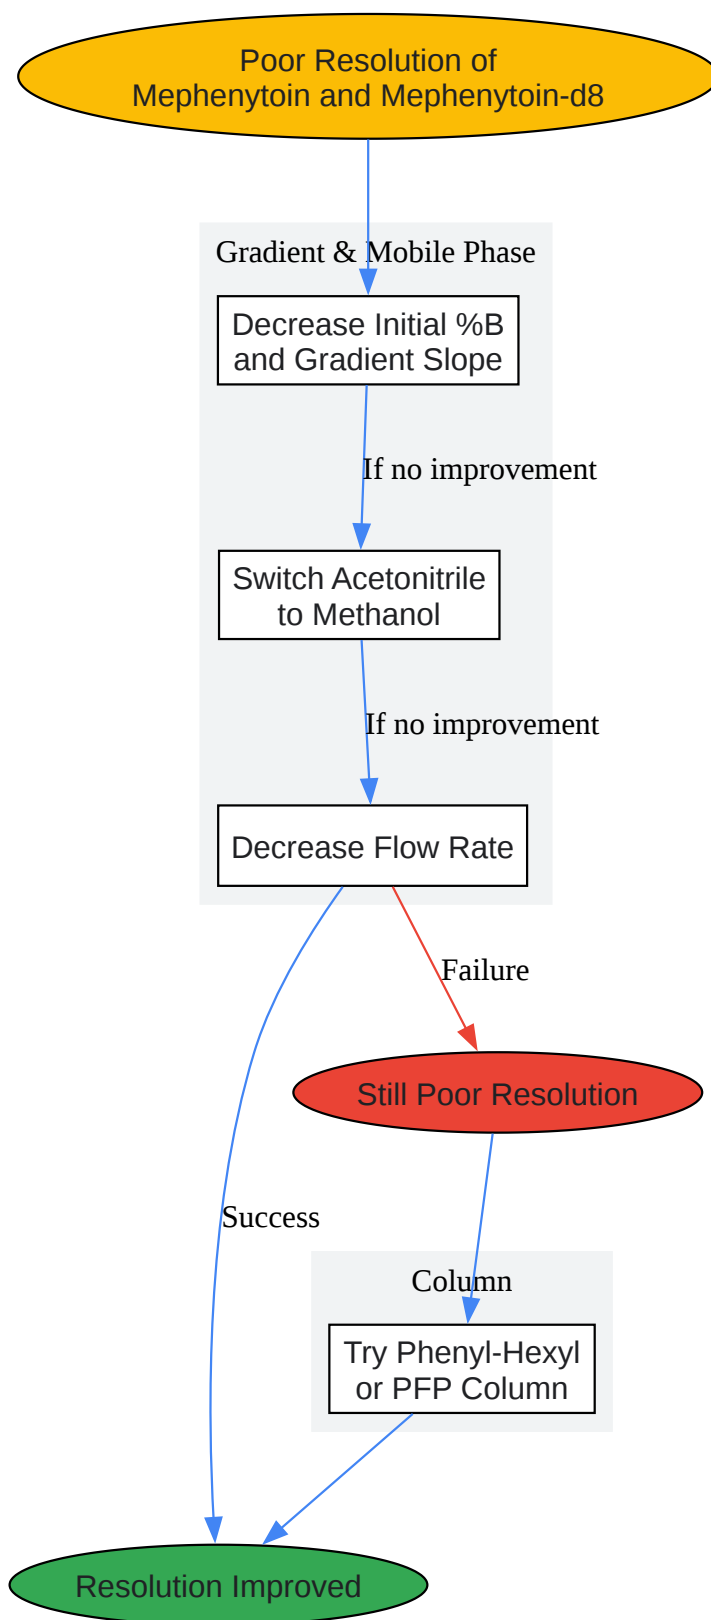 Poor Resolution of
Mephenytoin and Mephenytoin-d8
Gradient & Mobile Phase
Decrease Initial %B
and Gradient Slope
If no improvement
Switch Acetonitrile
to Methanol
If no improvement
Decrease Flow Rate
Failure
Still Poor Resolution
Success
Column
Try Phenyl-Hexyl
or PFP Column
Resolution Improved